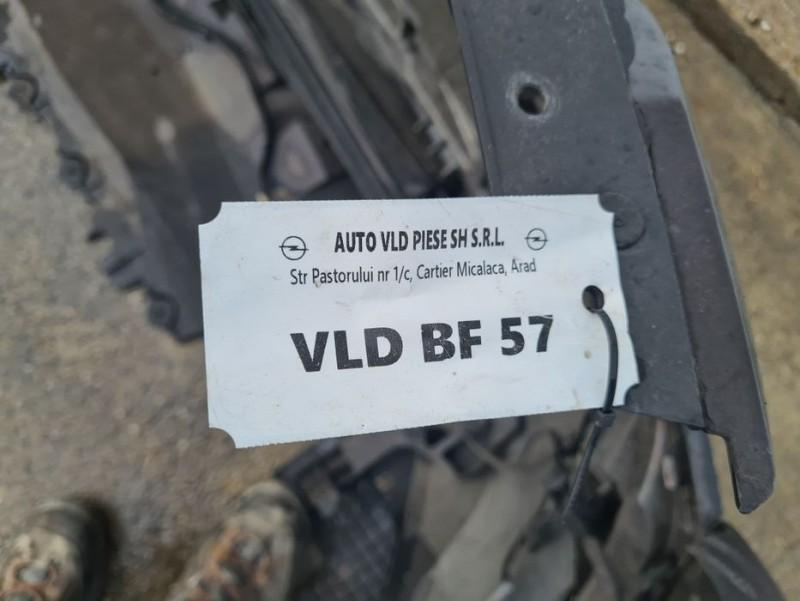 AUTO VLD PIESE SH S.R.L.
Str Pastorului nr 1/c, Cartier Micalaca, Arad
VLD BF 57